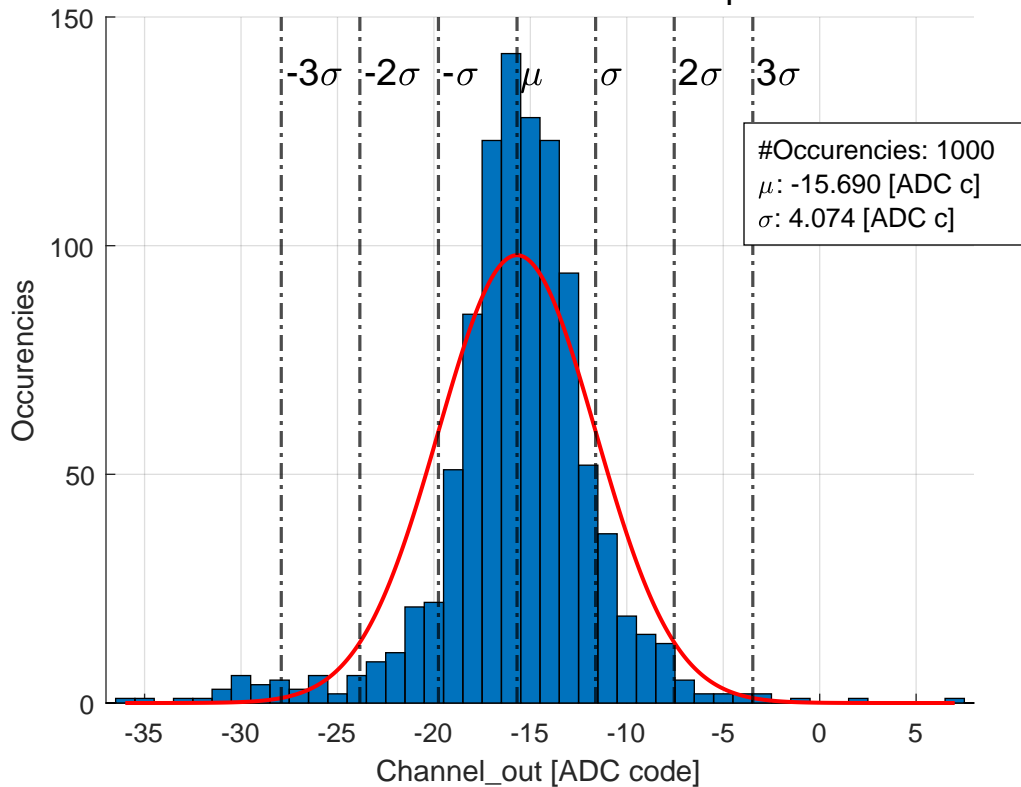 150
100
50
0
Occurencies
-3σ
-2σ
-σ
μ
σ
2σ
3σ
#Occurencies: 1000
μ: -15.690 [ADC c]
σ: 4.074 [ADC c]
-35
-30
-25
-20
-15
-10
-5
0
5
Channel_out [ADC code]